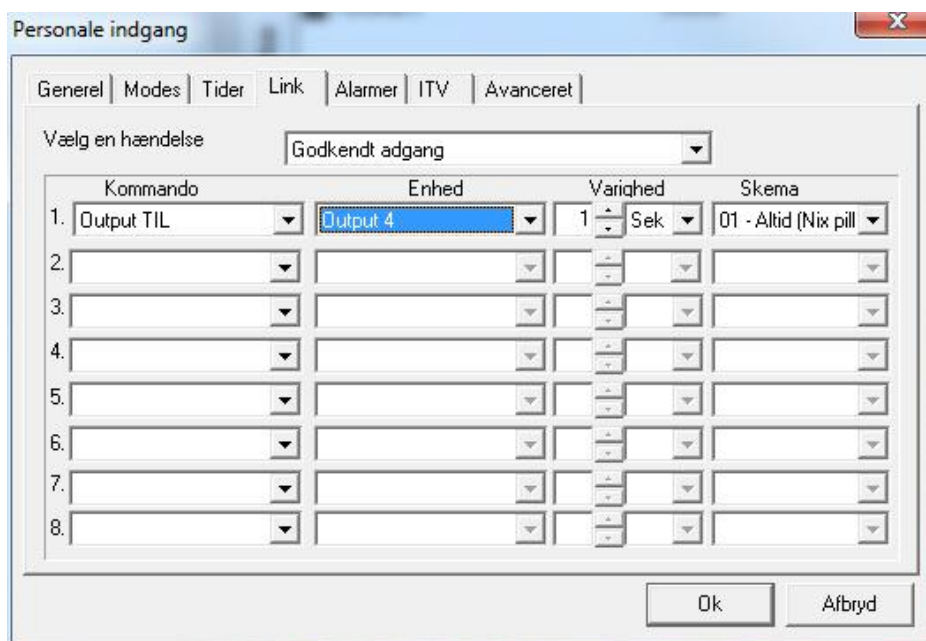 Personale indgang
Generel Modes Tider Link Alarmer ITV Avanceret
Vælg en hændelse Godkendt adgang
Kommando Enhed Varighed Skema
1. Output TIL Output 4 1 Sek 01 - Altid (Nix pill
2.
3.
4.
5.
6.
7.
8.
Ok Afbryd